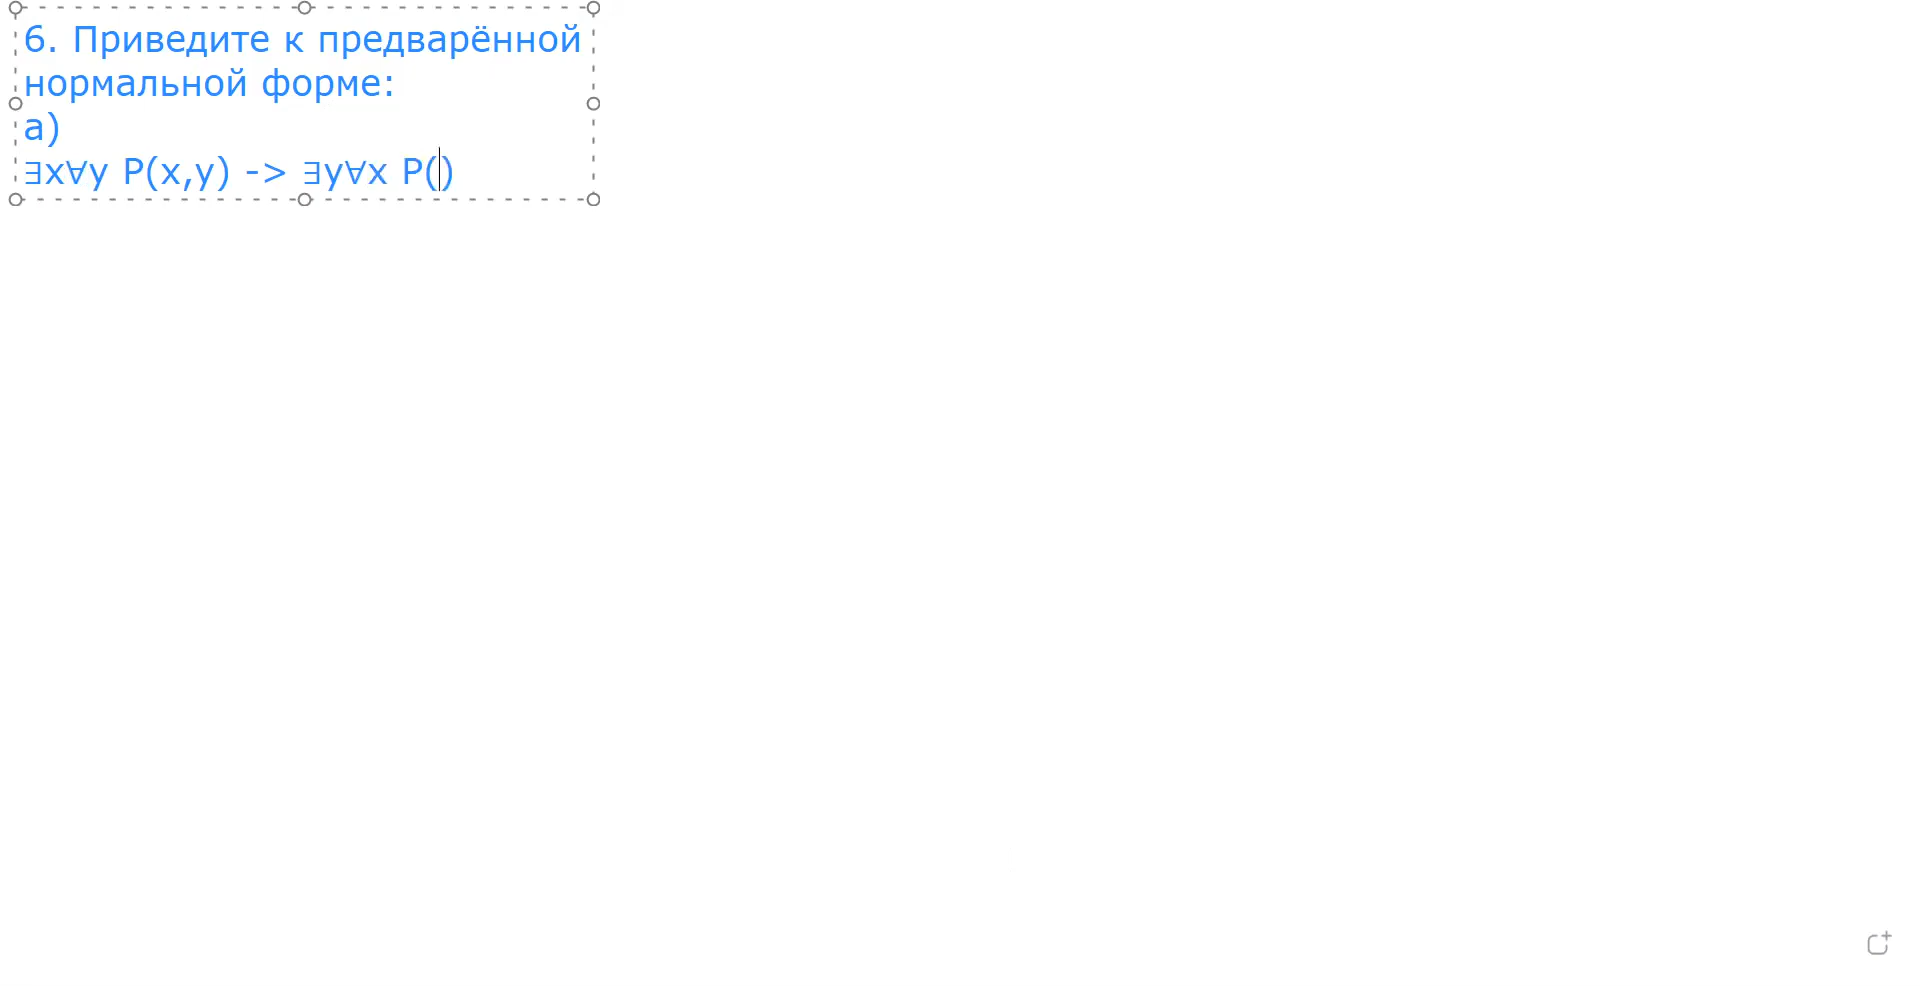 6. Приведите к предварённой
нормальной форме:
а)
∃x∀y P(x,y) -> ∃y∀x P()